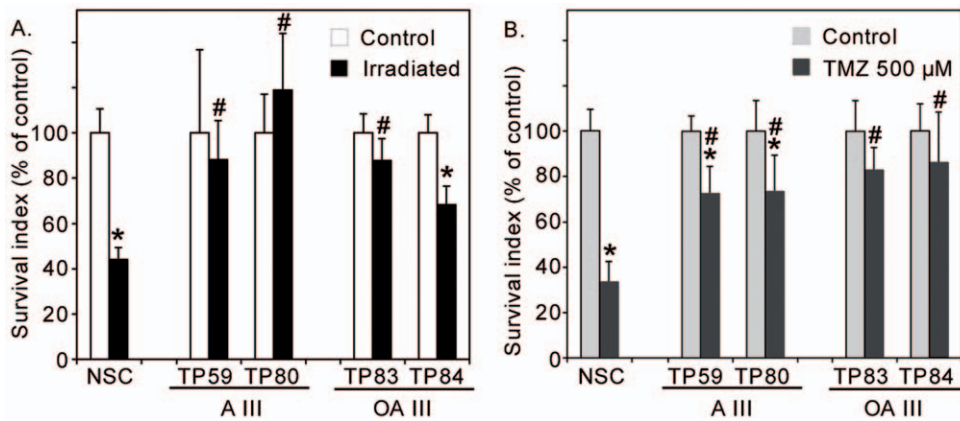 A.
Control
Irradiated
Survival index (% of control)
100
80
60
40
20
0
*
#
#
#
*
NSC
TP59
TP80
TP83
TP84
A III
OA III
B.
Control
TMZ 500 µM
Survival index (% of control)
100
80
60
40
20
0
*
#
*
#
*
#
#
NSC
TP59
TP80
TP83
TP84
A III
OA III